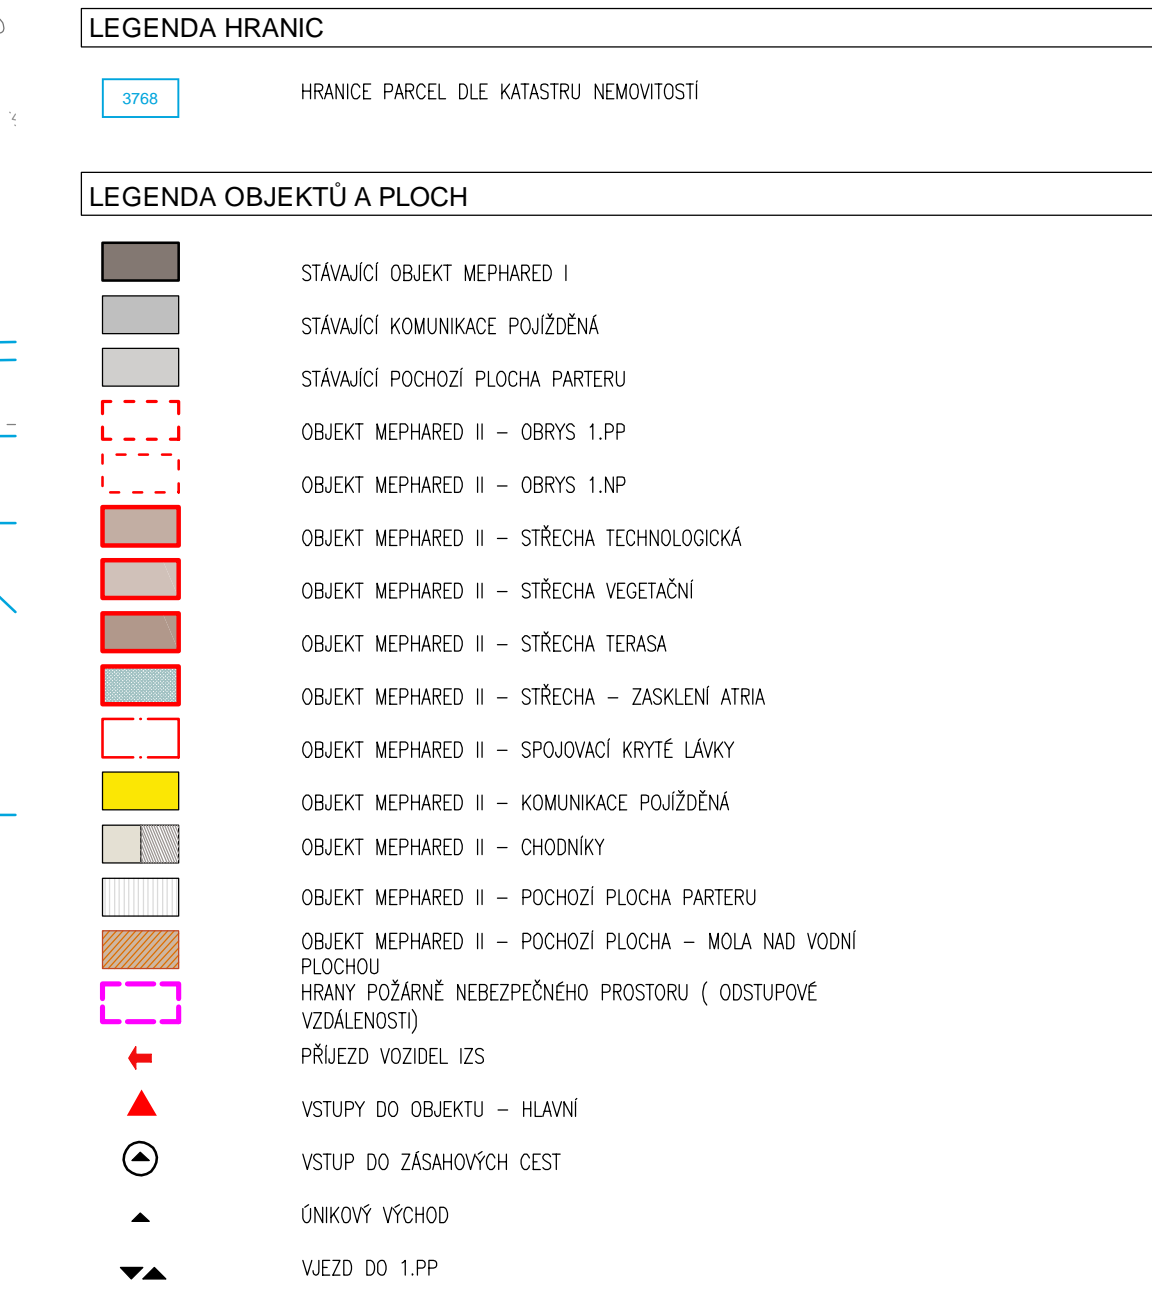 LEGENDA HRANIC
3768
HRANICE PARCEL DLE KATASTRU NEMOVITOSTÍ
LEGENDA OBJEKTŮ A PLOCH
STÁVAJÍCÍ OBJEKT MEPHARED I
STÁVAJÍCÍ KOMUNIKACE POJÍŽDĚNÁ
STÁVAJÍCÍ POCHOZÍ PLOCHA PARTERU
OBJEKT MEPHARED II – OBRYS 1.PP
OBJEKT MEPHARED II – OBRYS 1.NP
OBJEKT MEPHARED II – STŘECHA TECHNOLOGICKÁ
OBJEKT MEPHARED II – STŘECHA VEGETAČNÍ
OBJEKT MEPHARED II – STŘECHA TERASA
OBJEKT MEPHARED II – STŘECHA – ZASKLENÍ ATRIA
OBJEKT MEPHARED II – SPOJOVACÍ KRYTÉ LÁVKY
OBJEKT MEPHARED II – KOMUNIKACE POJÍŽDĚNÁ
OBJEKT MEPHARED II – CHODNÍKY
OBJEKT MEPHARED II – POCHOZÍ PLOCHA PARTERU
OBJEKT MEPHARED II – POCHOZÍ PLOCHA – MOLA NAD VODNÍ
PLOCHOU
HRANY POŽÁRNĚ NEBEZPEČNÉHO PROSTORU ( ODSTUPOVÉ
VZDÁLENOSTI)
PŘÍJEZD VOZIDEL IZS
VSTUPY DO OBJEKTU – HLAVNÍ
VSTUP DO ZÁSAHOVÝCH CEST
ÚNIKOVÝ VÝCHOD
VJEZD DO 1.PP